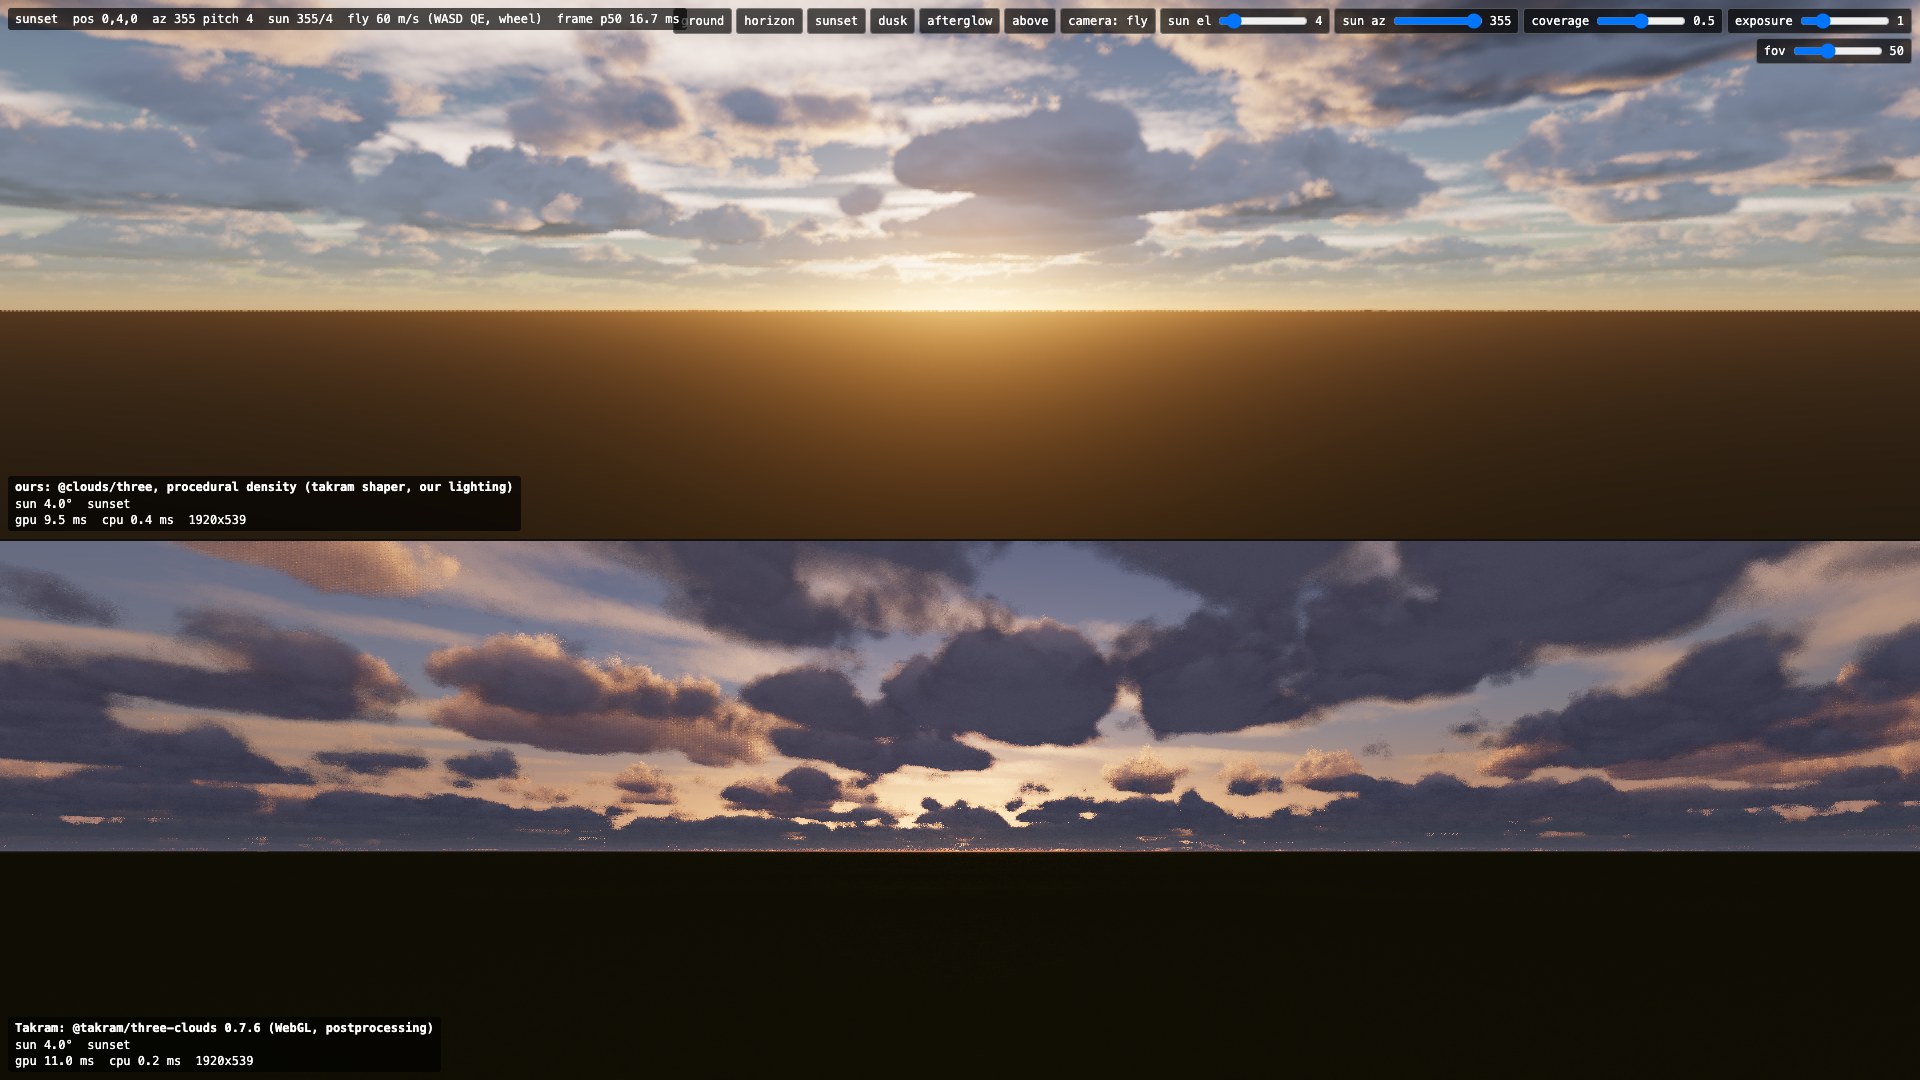 sunset  pos 0,4,0  az 355 pitch 4  sun 355/4  fly 60 m/s (WASD QE, wheel)  frame p50 16.7 ms
round  horizon  sunset  dusk  afterglow  above  camera: fly  sun el  4  sun az  355  coverage  0.5  exposure  1
fov  50
ours: @clouds/three, procedural density (takram shaper, our lighting)
sun 4.0°  sunset
gpu 9.5 ms  cpu 0.4 ms  1920x539
Takram: @takram/three-clouds 0.7.6 (WebGL, postprocessing)
sun 4.0°  sunset
gpu 11.0 ms  cpu 0.2 ms  1920x539